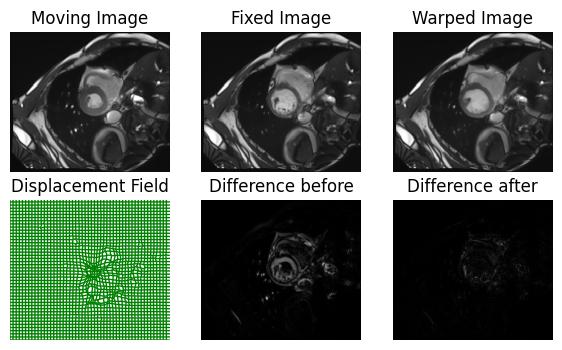 Moving Image
Fixed Image
Warped Image
Displacement Field
Difference before
Difference after